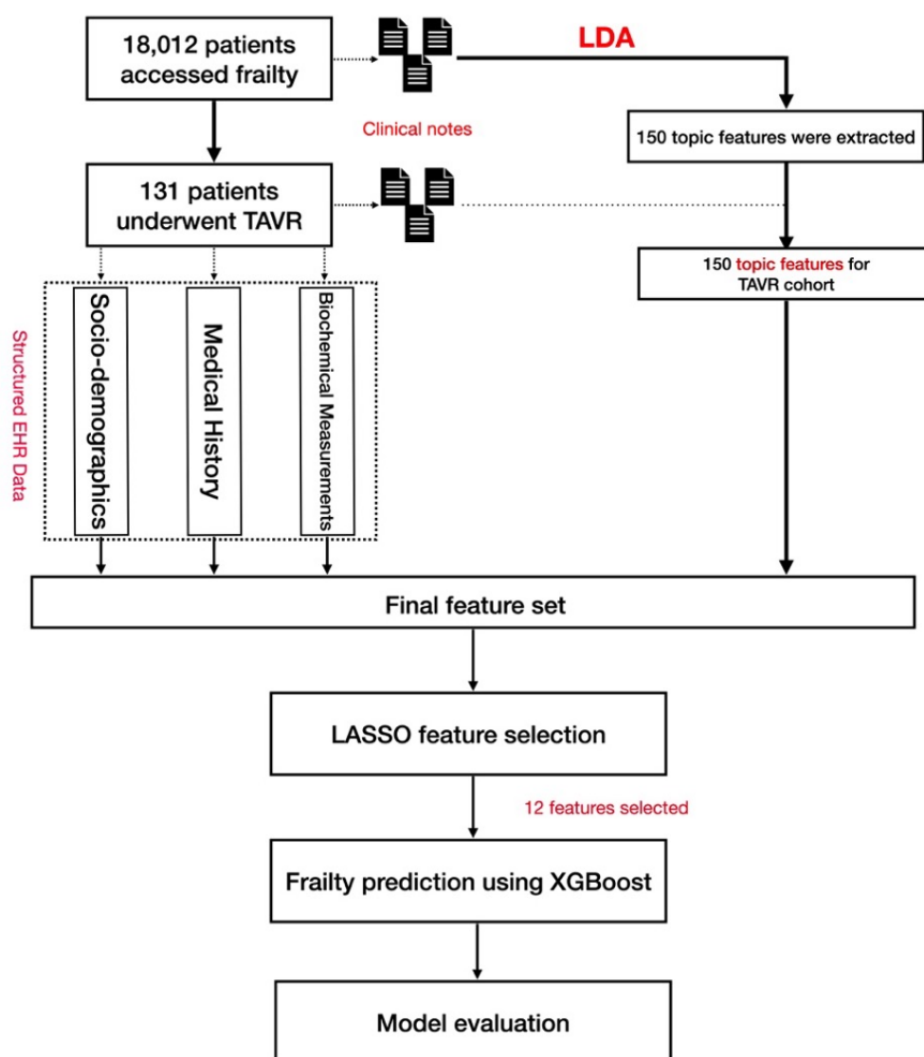 18,012 patients
accessed frailty
LDA
Clinical notes
150 topic features were extracted
131 patients
underwent TAVR
150 topic features for
TAVR cohort
Structured EHR Data
Socio-demographics
Medical History
Biochemical Measurements
Final feature set
LASSO feature selection
12 features selected
Frailty prediction using XGBoost
Model evaluation